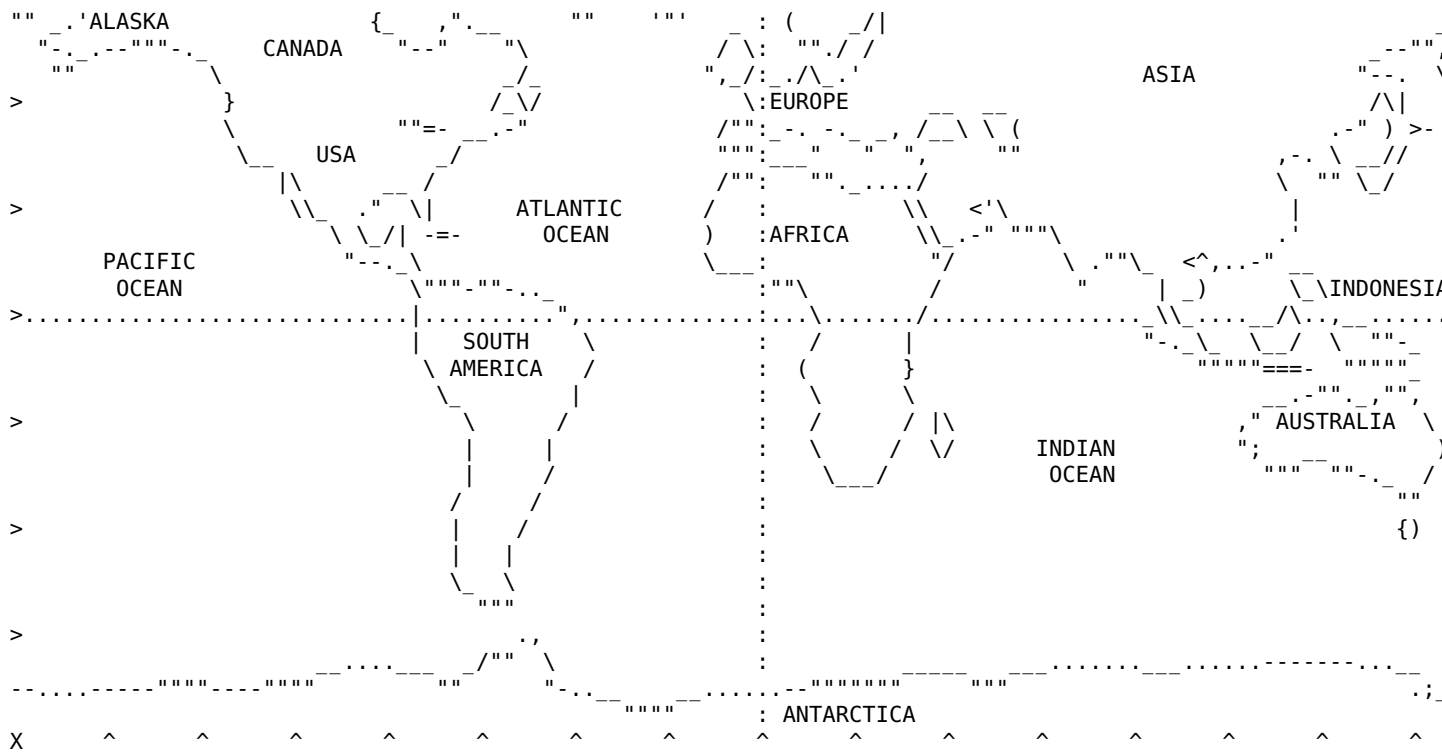 ALASKA
CANADA
ASIA
EUROPE
USA
ATLANTIC
OCEAN
AFRICA
PACIFIC
OCEAN
INDONESIA
SOUTH
AMERICA
AUSTRALIA
INDIAN
OCEAN
ANTARCTICA
X